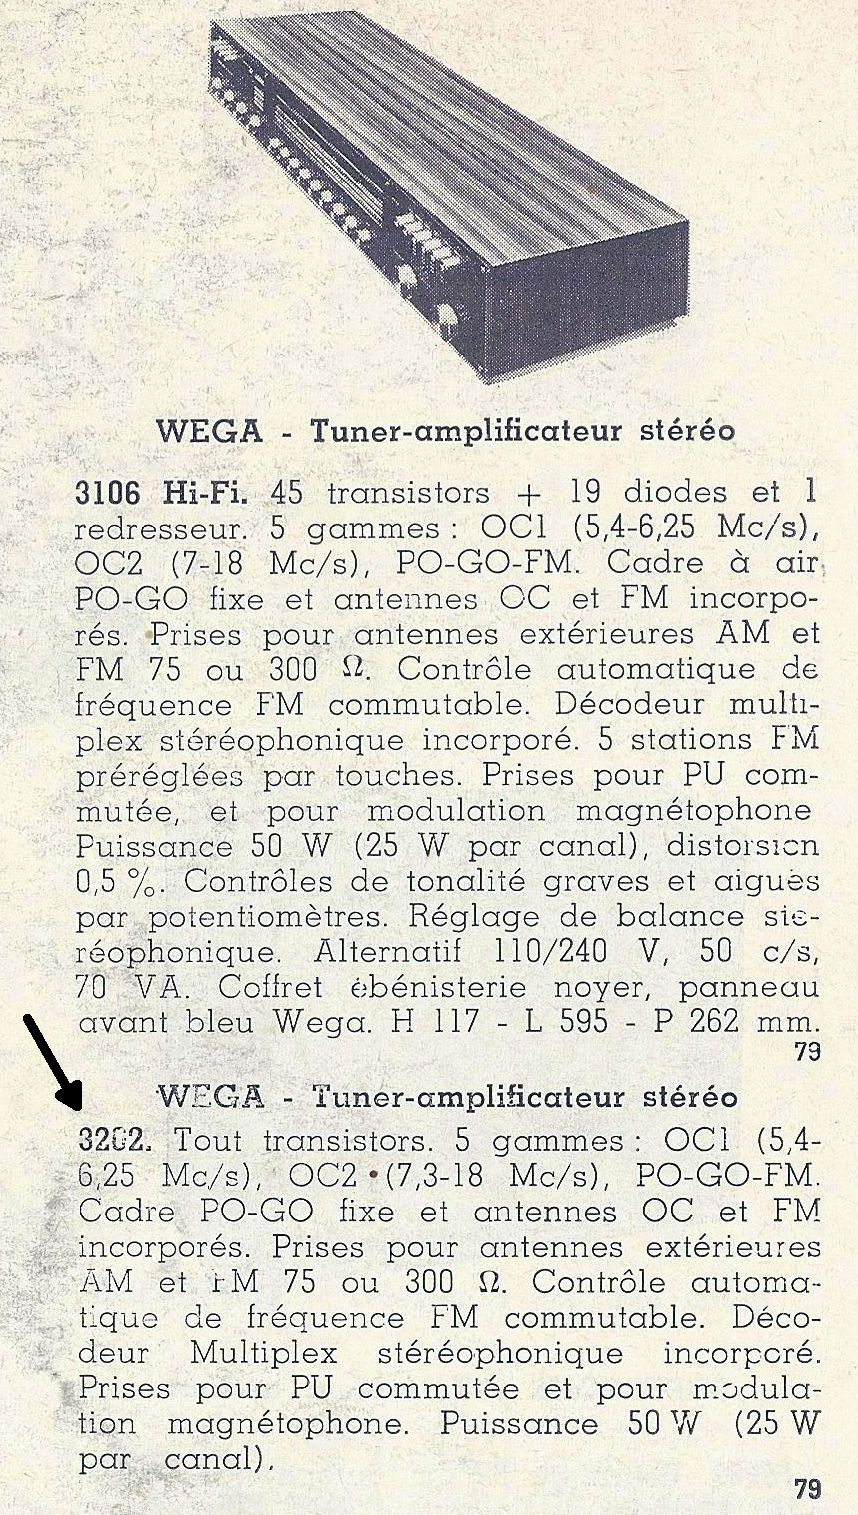 WEGA - Tuner-amplificateur stéréo
3106 Hi-Fi. 45 transistors + 19 diodes et 1
redresseur. 5 gammes : OC1 (5,4-6,25 Mc/s),
OC2 (7-18 Mc/s), PO-GO-FM. Cadre à air
PO-GO fixe et antennes OC et FM incorpo-
rés. Prises pour antennes extérieures AM et
FM 75 ou 300 Ω. Contrôle automatique de
fréquence FM commutable. Décodeur multi-
plex stéréophonique incorporé. 5 stations FM
préréglées par touches. Prises pour PU com-
mutée, et pour modulation magnétophone
Puissance 50 W (25 W par canal), distorsion
0,5 %. Contrôles de tonalité graves et aiguës
par potentiomètres. Réglage de balance sté-
réophonique. Alternatif 110/240 V, 50 c/s,
70 VA. Coffret ébénisterie noyer, panneau
avant bleu Wega. H 117 - L 595 - P 262 mm.
79
WEGA - Tuner-amplificateur stéréo
Tout transistors. 5 gammes : OC1 (5,4-
6,25 Mc/s), OC2 (7,3-18 Mc/s), PO-GO-FM.
Cadre PO-GO fixe et antennes OC et FM
incorporés. Prises pour antennes extérieures
AM et FM 75 ou 300 Ω. Contrôle automa-
tique de fréquence FM commutable. Déco-
deur Multiplex stéréophonique incorporé.
Prises pour PU commutée et pour modula-
tion magnétophone. Puissance 50 W (25 W
par canal).
79